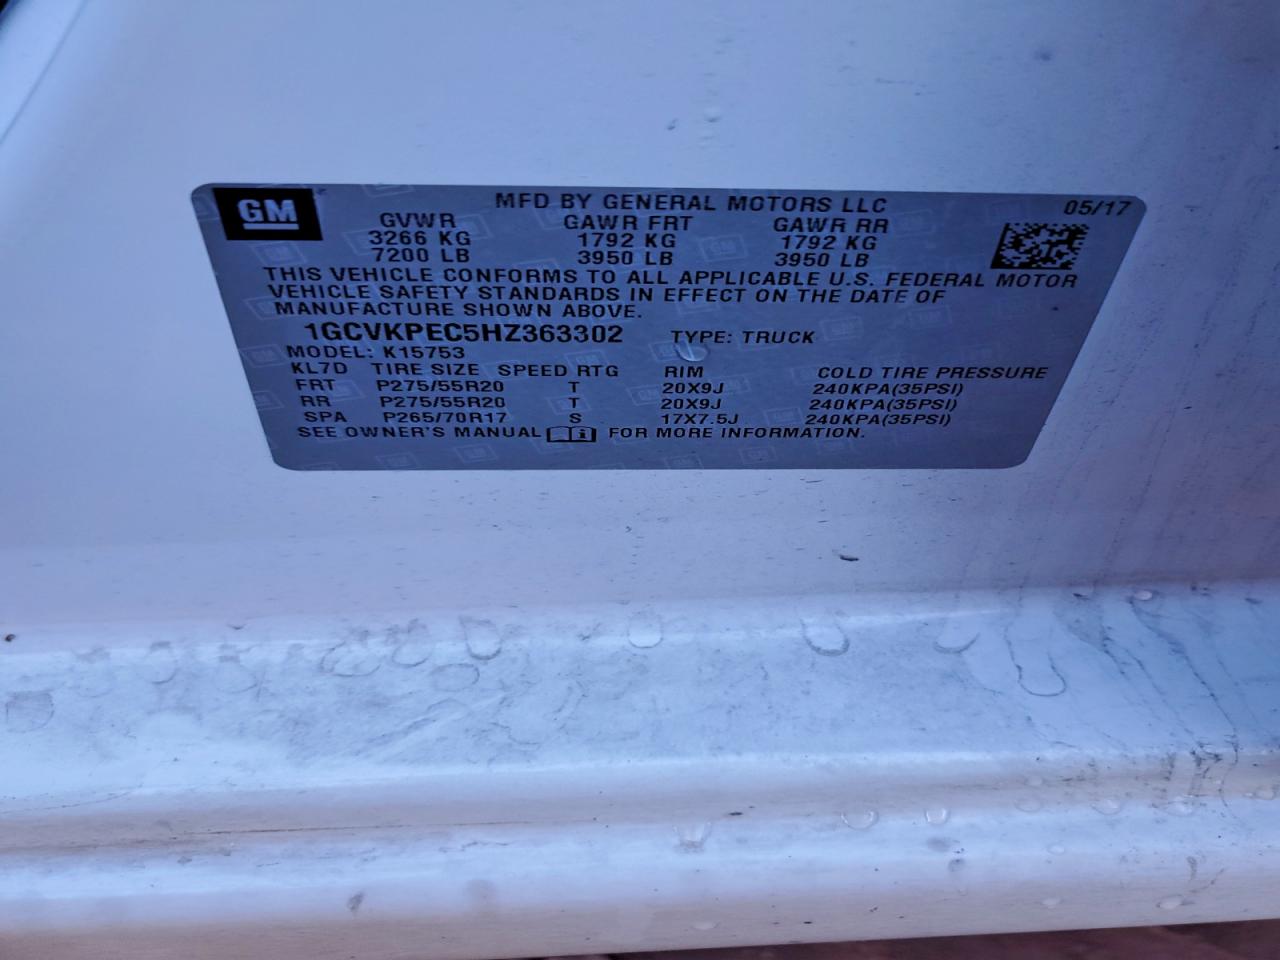 GM
MFD BY GENERAL MOTORS LLC 05/17
GVWR GAWR FRT GAWR RR
3266 KG 1792 KG 1792 KG
7200 LB 3950 LB 3950 LB
THIS VEHICLE CONFORMS TO ALL APPLICABLE U.S. FEDERAL MOTOR
VEHICLE SAFETY STANDARDS IN EFFECT ON THE DATE OF
MANUFACTURE SHOWN ABOVE.
1GCVKPEC5HZ363302 TYPE: TRUCK
MODEL: K15753
KL7D TIRE SIZE SPEED RTG RIM COLD TIRE PRESSURE
FRT P275/55R20 T 20X9J 240KPA(35PSI)
RR P275/55R20 T 20X9J 240KPA(35PSI)
SPA P265/70R17 S 17X7.5J 240KPA(35PSI)
SEE OWNER'S MANUAL FOR MORE INFORMATION.